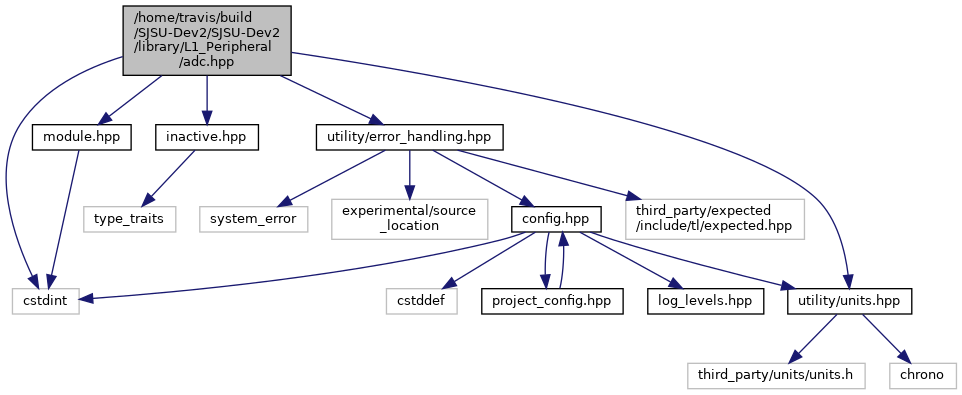 /home/travis/build
/SJSU-Dev2/SJSU-Dev2
/library/L1_Peripheral
/adc.hpp
module.hpp
inactive.hpp
utility/error_handling.hpp
type_traits
system_error
experimental/source
_location
config.hpp
third_party/expected
/include/tl/expected.hpp
cstdint
cstddef
project_config.hpp
log_levels.hpp
utility/units.hpp
third_party/units/units.h
chrono